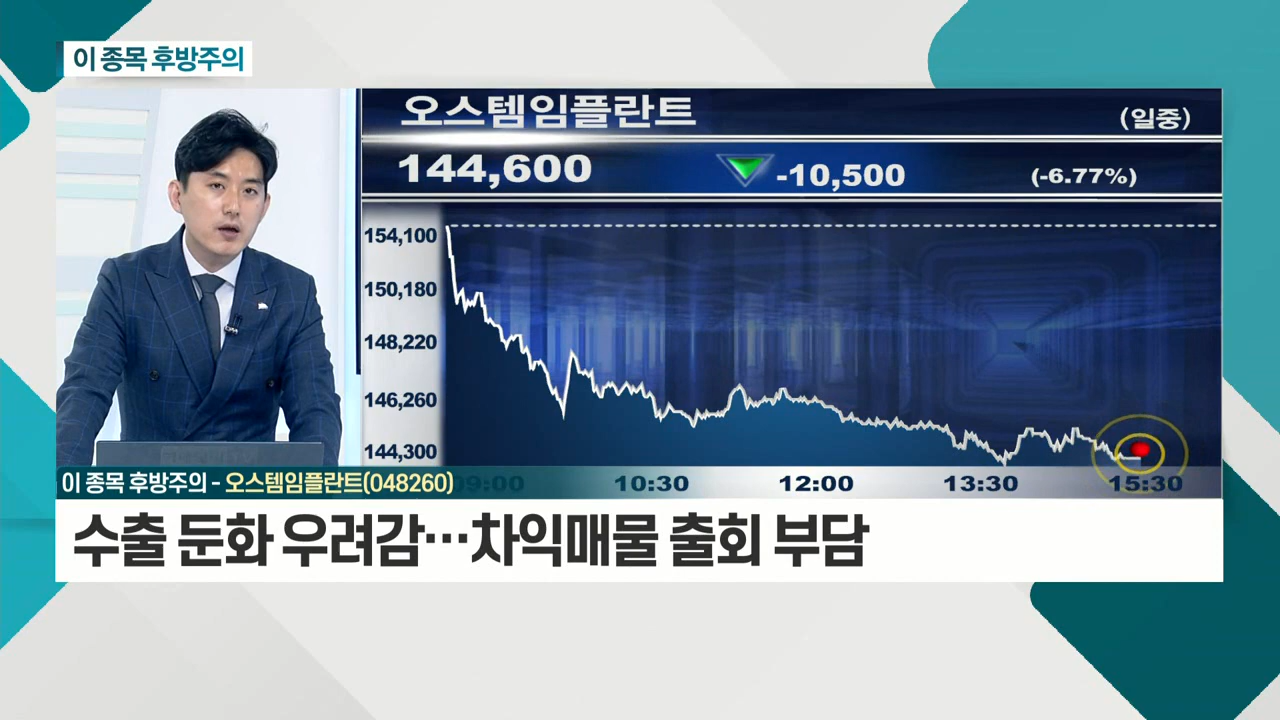 이 종목 후방주의
오스템임플란트
(일중)
144,600
-10,500
(-6.77%)
154,100
150,180
148,220
146,260
144,300
09:00 10:30 12:00 13:30 15:30
이 종목 후방주의 - 오스템임플란트(048260)
수출 둔화 우려감…차익매물 출회 부담